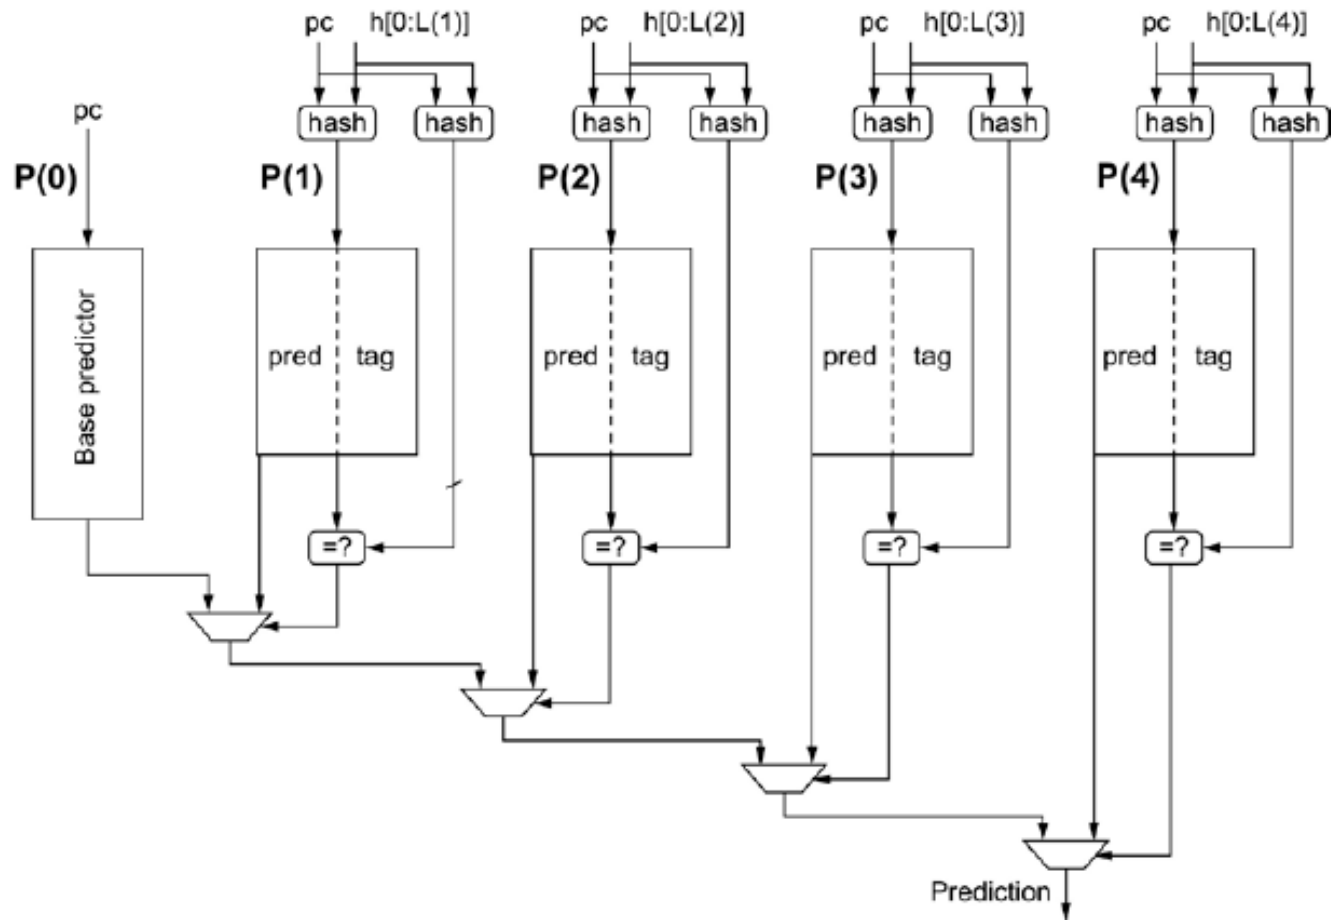 pc h[0:L(1)] pc h[0:L(2)] pc h[0:L(3)] pc h[0:L(4)]
pc
hash hash hash hash hash hash hash hash
P(0) P(1) P(2) P(3) P(4)
Base predictor
pred tag pred tag pred tag pred tag
=? =? =? =?
Prediction